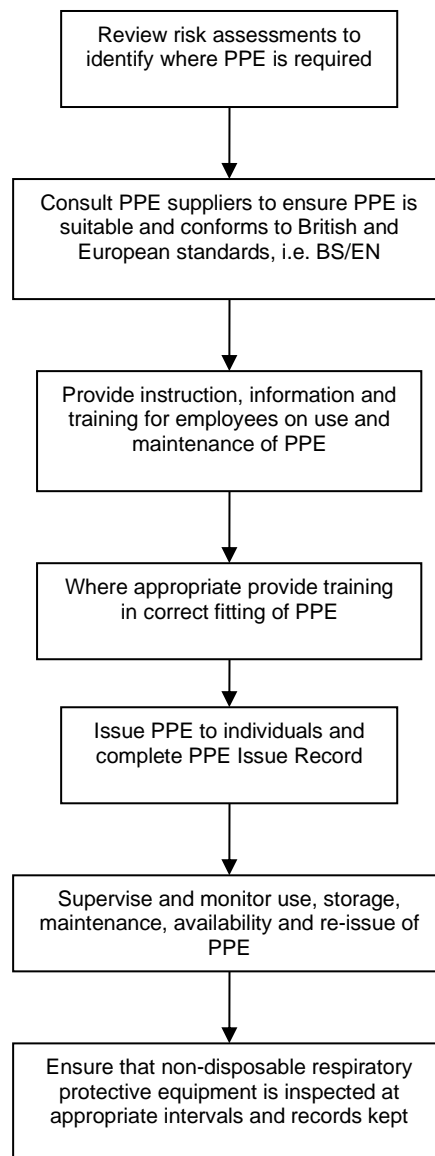 Review risk assessments to
identify where PPE is required
Consult PPE suppliers to ensure PPE is
suitable and conforms to British and
European standards, i.e. BS/EN
Provide instruction, information and
training for employees on use and
maintenance of PPE
Where appropriate provide training
in correct fitting of PPE
Issue PPE to individuals and
complete PPE Issue Record
Supervise and monitor use, storage,
maintenance, availability and re-issue of
PPE
Ensure that non-disposable respiratory
protective equipment is inspected at
appropriate intervals and records kept